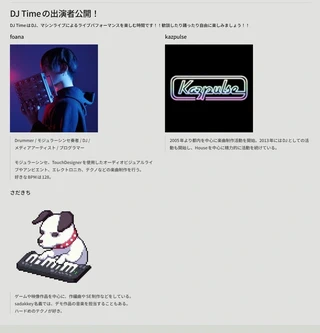 DJ Timeの出演者公開！
DJ TimeはDJ、マシンライブによるライブパフォーマンスを楽しむ時間です！！歓談したり踊ったり自由に楽しみましょう！！
foana
kazpulse
Kazpulse
Drummer / モジュラーシンセ奏者 / DJ /
メディアアーティスト / プログラマー
モジュラーシンセ、TouchDesignerを使用したオーディオビジュアルライ
ブやアンビエント、エレクトロニカ、テクノなどの楽曲制作を行う。
好きなBPMは128。
2005年より都内を中心に楽曲制作活動を開始。2015年にはDJとしての活
動も開始し、Houseを中心に精力的に活動を続けている。
さだきち
ゲームや映像作品を中心に、作編曲やSE制作などをしている。
sadakkey名義では、デモ作品の音楽を担当することもある。
ハードめのテクノが好き。